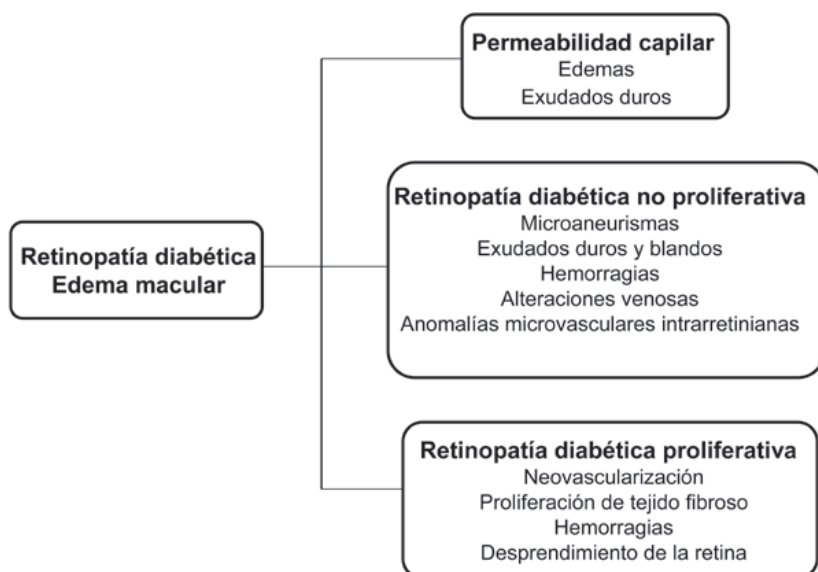 Permeabilidad capilar
Edemas
Exudados duros
Retinopatía diabética
Edema macular
Retinopatía diabética no proliferativa
Microaneurismas
Exudados duros y blandos
Hemorragias
Alteraciones venosas
Anomalías microvasculares intrarretinianas
Retinopatía diabética proliferativa
Neovascularización
Proliferación de tejido fibroso
Hemorragias
Desprendimiento de la retina